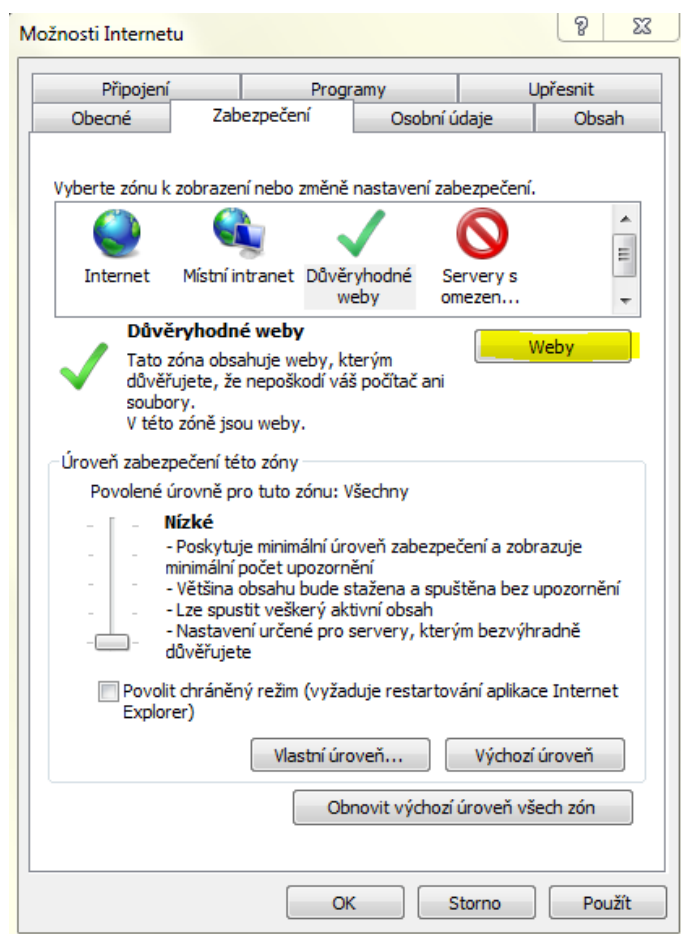 Možnosti Internetu
Připojení
Programy
Upřesnit
Obecné
Zabezpečení
Osobní údaje
Obsah
Vyberte zónu k zobrazení nebo změně nastavení zabezpečení.
Internet
Místní intranet
Důvěryhodné
weby
Servery s
omezen...
Důvěryhodné weby
Weby
Tato zóna obsahuje weby, kterým
důvěřujete, že nepoškodí váš počítač ani
soubory.
V této zóně jsou weby.
Úroveň zabezpečení této zóny
Povolené úrovně pro tuto zónu: Všechny
Nízké
- Poskytuje minimální úroveň zabezpečení a zobrazuje
minimální počet upozornění
- Většina obsahu bude stažena a spuštěna bez upozornění
- Lze spustit veškerý aktivní obsah
- Nastavení určené pro servery, kterým bezvýhradně
důvěřujete
Povolit chráněný režim (vyžaduje restartování aplikace Internet
Explorer)
Vlastní úroveň...
Výchozí úroveň
Obnovit výchozí úroveň všech zón
OK
Storno
Použít